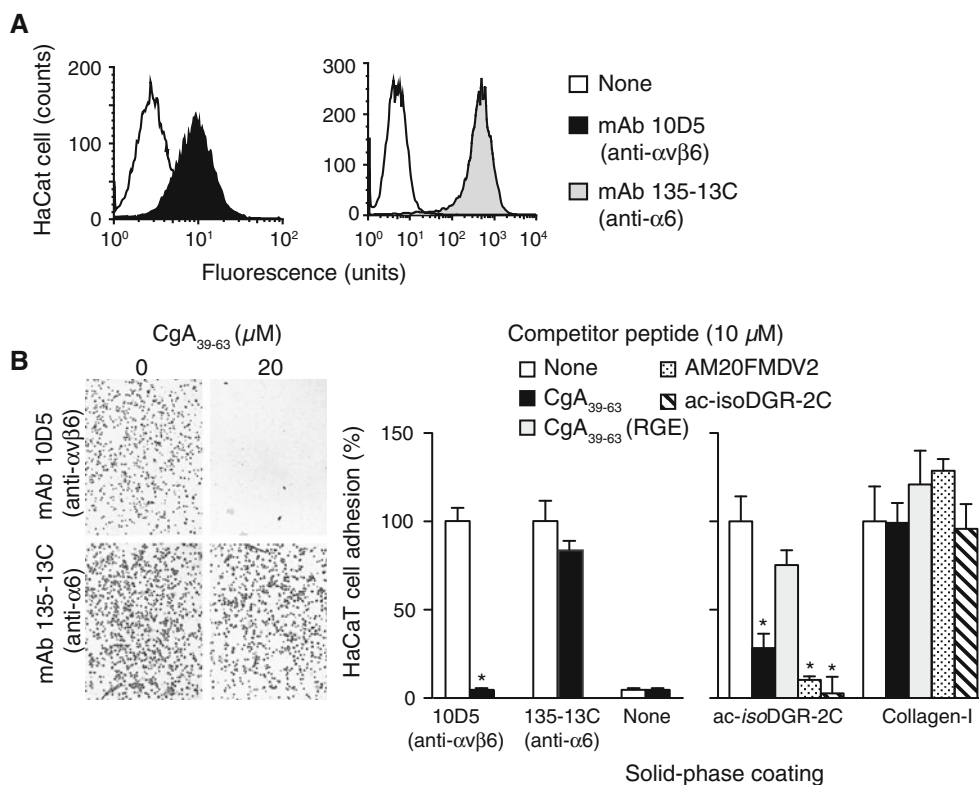 A
HaCat cell (counts)
200
100
0
10⁰
10¹
10²
300
200
100
0
10⁰
10¹
10²
10³
10⁴
Fluorescence (units)
None
mAb 10D5
(anti-αvβ6)
mAb 135-13C
(anti-α6)
B
CgA₃₉₋₆₃ (µM)
0
20
mAb 10D5
(anti-αvβ6)
mAb 135-13C
(anti-α6)
Competitor peptide (10 µM)
None
CgA₃₉₋₆₃
CgA₃₉₋₆₃ (RGE)
AM20FMDV2
ac-isoDGR-2C
HaCaT cell adhesion (%)
150
100
50
0
*
10D5
(anti-αvβ6)
135-13C
(anti-α6)
None
*
*
*
ac-isoDGR-2C
Collagen-I
Solid-phase coating